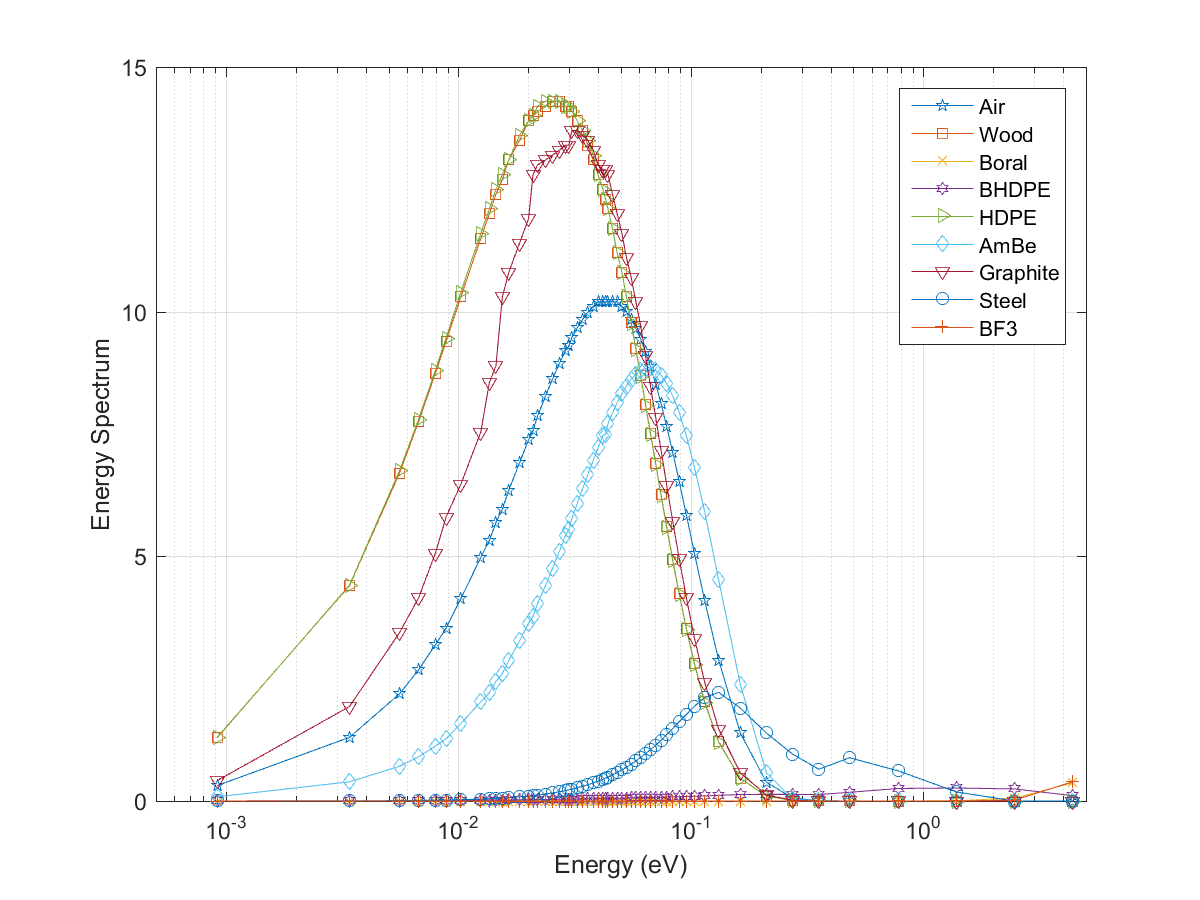 15
10
5
0
Energy Spectrum
10^-3
10^-2
10^-1
10^0
Energy (eV)
Air
Wood
Boral
BHDPE
HDPE
AmBe
Graphite
Steel
BF3